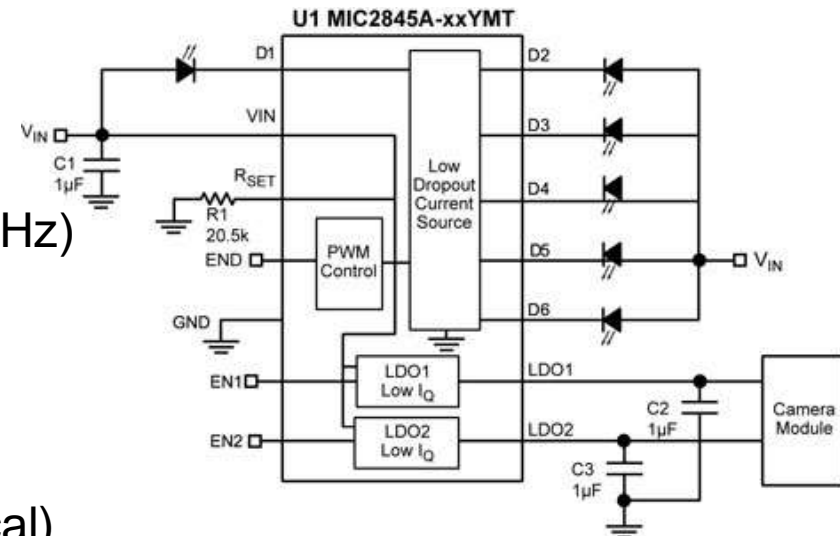 U1 MIC2845A-xxYMT
D1
D2
VIN
D3
VIN
C1
1µF
RSET
Low
Dropout
Current
Source
D4
R1
20.5k
Hz)
END
PWM
Control
D5
VIN
GND
D6
EN1
LDO1
Low IQ
LDO1
C2
1µF
Camera
Module
EN2
LDO2
Low IQ
LDO2
C3
1µF
cal)